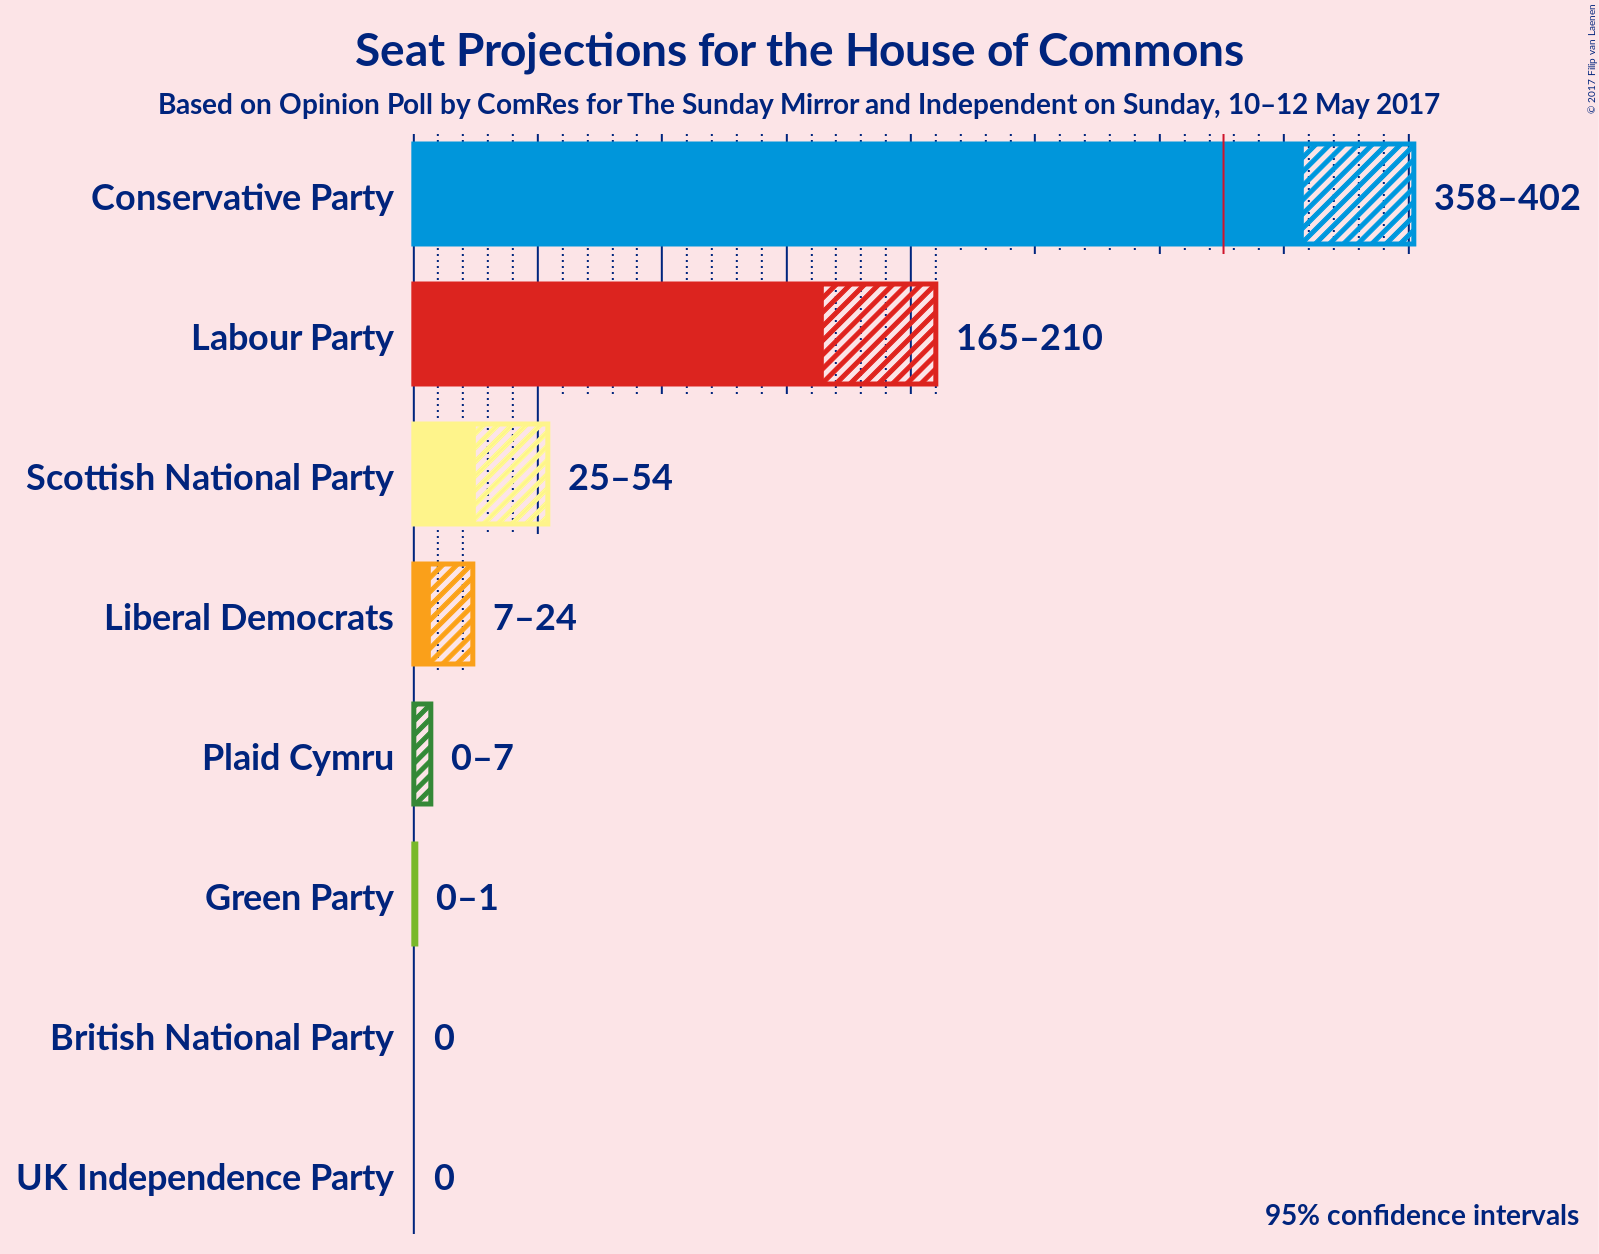 Seat Projections for the House of Commons
Based on Opinion Poll by ComRes for The Sunday Mirror and Independent on Sunday, 10–12 May 2017
© 2017 Filip van Laenen
Conservative Party 358–402
Labour Party 165–210
Scottish National Party 25–54
Liberal Democrats 7–24
Plaid Cymru 0–7
Green Party 0–1
British National Party 0
UK Independence Party 0
95% confidence intervals